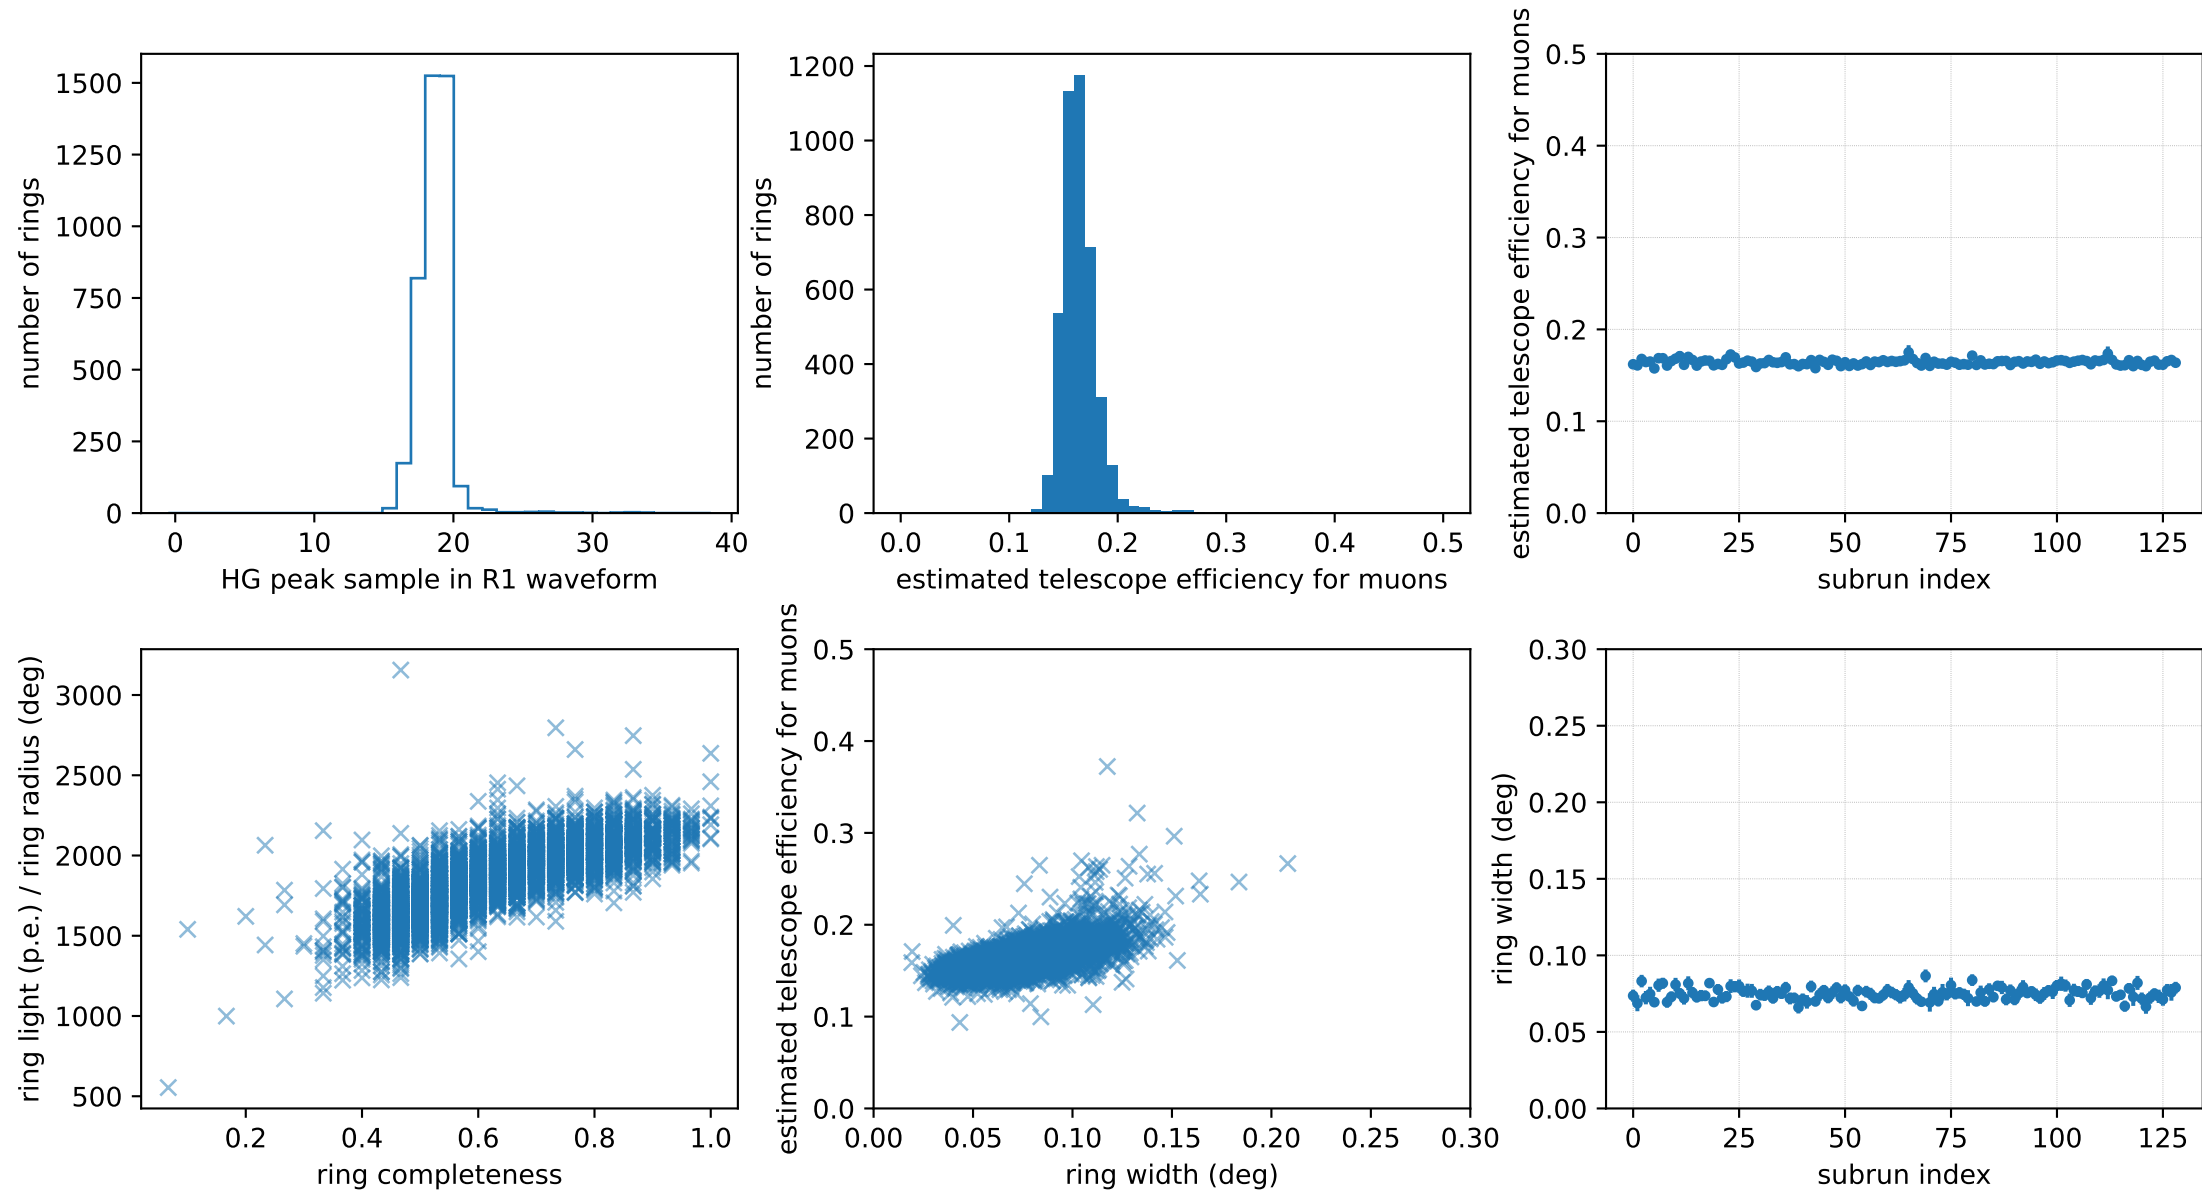 1500
1250
1000
750
500
250
0
number of rings
0 10 20 30 40
HG peak sample in R1 waveform
1200
1000
800
600
400
200
0
number of rings
0.0 0.1 0.2 0.3 0.4 0.5
estimated telescope efficiency for muons
0.5
0.4
0.3
0.2
0.1
0.0
estimated telescope efficiency for muons
0 25 50 75 100 125
subrun index
3000
2500
2000
1500
1000
500
ring light (p.e.) / ring radius (deg)
0.2 0.4 0.6 0.8 1.0
ring completeness
0.5
0.4
0.3
0.2
0.1
0.0
estimated telescope efficiency for muons
0.00 0.05 0.10 0.15 0.20 0.25 0.30
ring width (deg)
0.30
0.25
0.20
0.15
0.10
0.05
0.00
ring width (deg)
0 25 50 75 100 125
subrun index